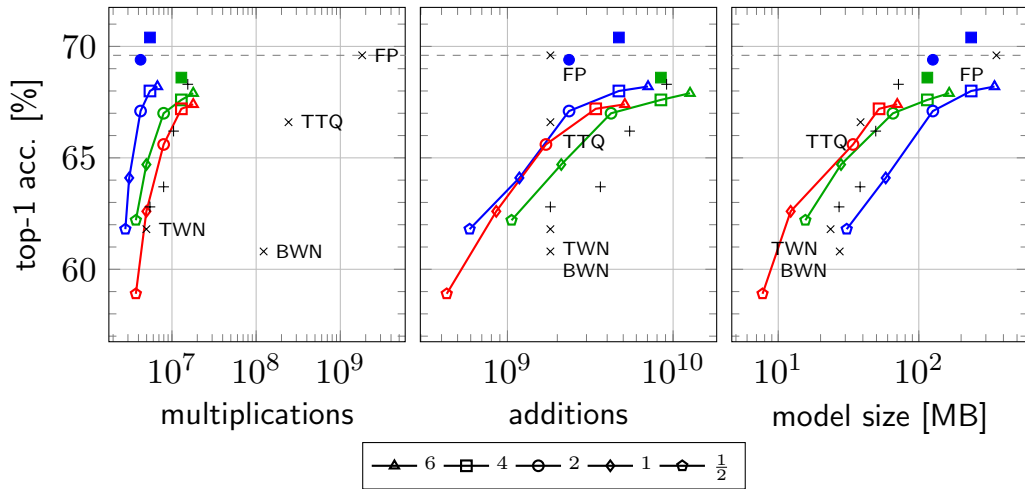 top-1 acc. [%]
70
65
60
FP
TTQ
TWN
BWN
10^7 10^8 10^9
multiplications
FP
TTQ
TWN
BWN
10^9 10^10
additions
FP
TTQ
TWN
BWN
10^1 10^2
model size [MB]
6 4 2 1 1/2